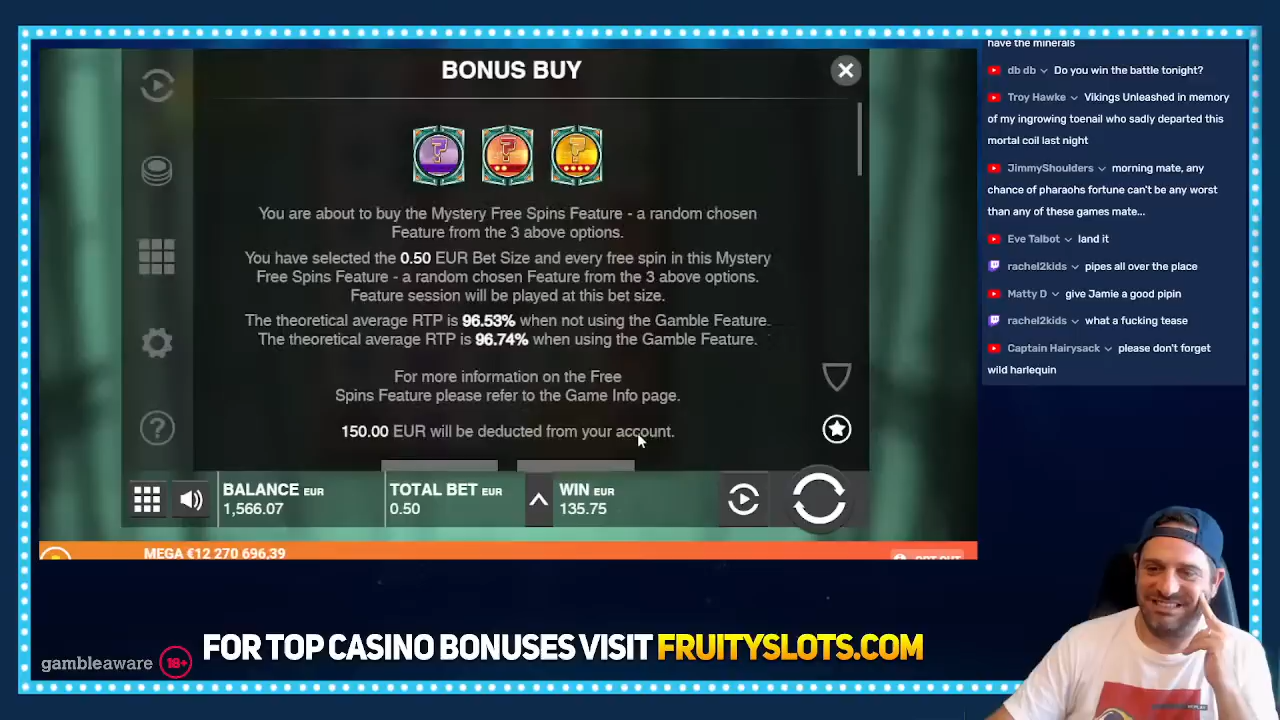 BONUS BUY
You are about to buy the Mystery Free Spins Feature - a random chosen
Feature from the 3 above options.
You have selected the 0.50 EUR Bet Size and every free spin in this Mystery
Free Spins Feature - a random chosen Feature from the 3 above options.
Feature session will be played at this bet size.
The theoretical average RTP is 96.53% when not using the Gamble Feature.
The theoretical average RTP is 96.74% when using the Gamble Feature.
For more information on the Free
Spins Feature please refer to the Game Info page.
150.00 EUR will be deducted from your account.
BALANCE EUR
1,566.07
TOTAL BET EUR
0.50
WIN EUR
135.75
MEGA €12 270 696,39
OPT OUT
have the minerals
db db Do you win the battle tonight?
Troy Hawke Vikings Unleashed in memory
of my ingrowing toenail who sadly departed this
mortal coil last night
JimmyShoulders morning mate, any
chance of pharaohs fortune can't be any worst
than any of these games mate...
Eve Talbot land it
rachel2kids pipes all over the place
Matty D give Jamie a good pipin
rachel2kids what a fucking tease
Captain Hairysack please don't forget
wild harlequin
gambleaware 18+
FOR TOP CASINO BONUSES VISIT FRUITYSLOTS.COM